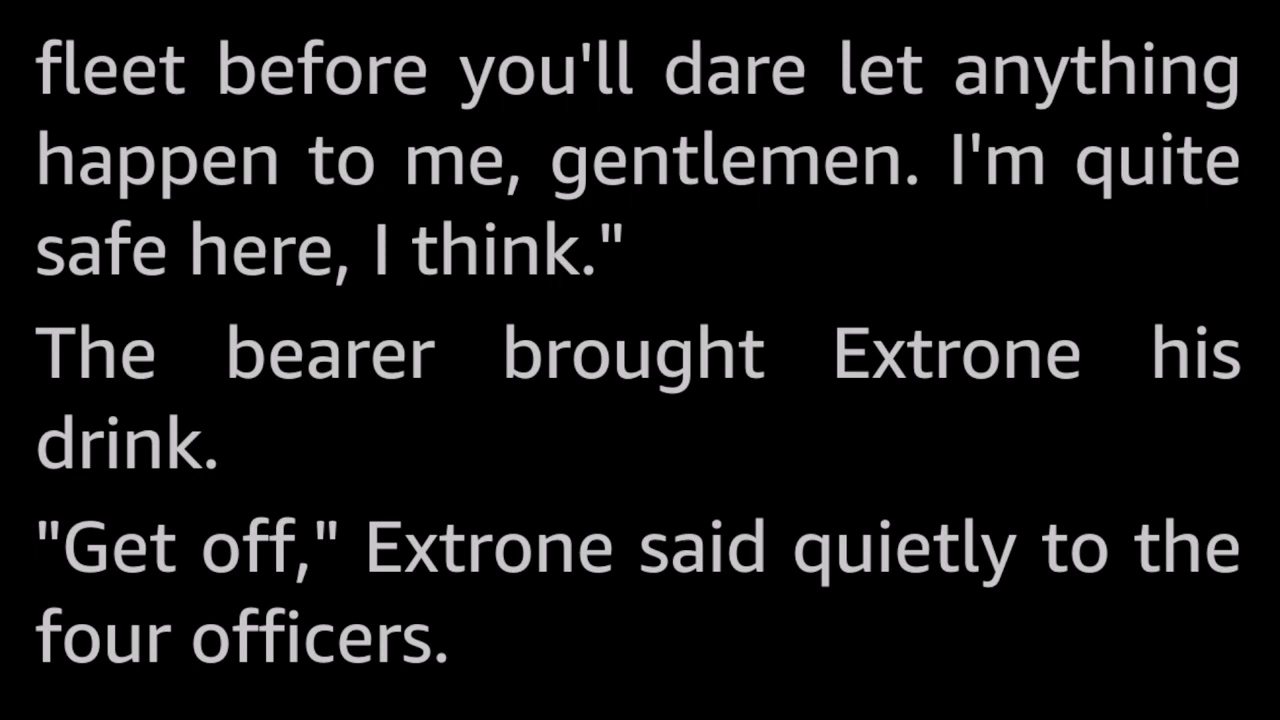 fleet before you'll dare let anything
happen to me, gentlemen. I'm quite
safe here, I think."
The bearer brought Extrone his
drink.
"Get off," Extrone said quietly to the
four officers.